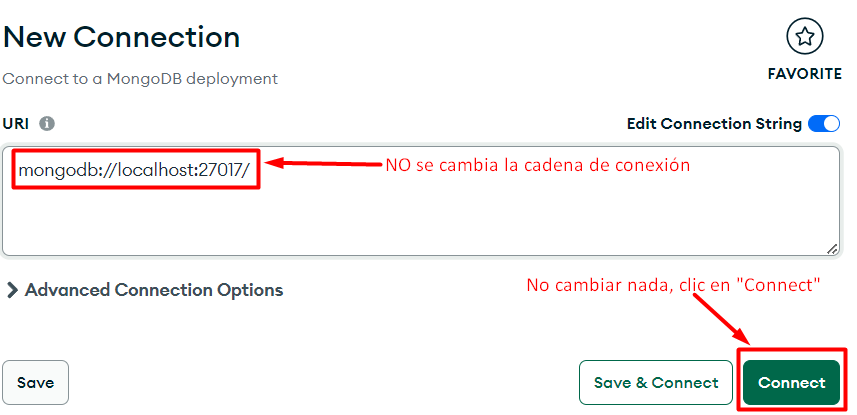 New Connection
Connect to a MongoDB deployment
FAVORITE
URI
Edit Connection String
mongodb://localhost:27017/
NO se cambia la cadena de conexión
Advanced Connection Options
No cambiar nada, clic en "Connect"
Save
Save & Connect
Connect